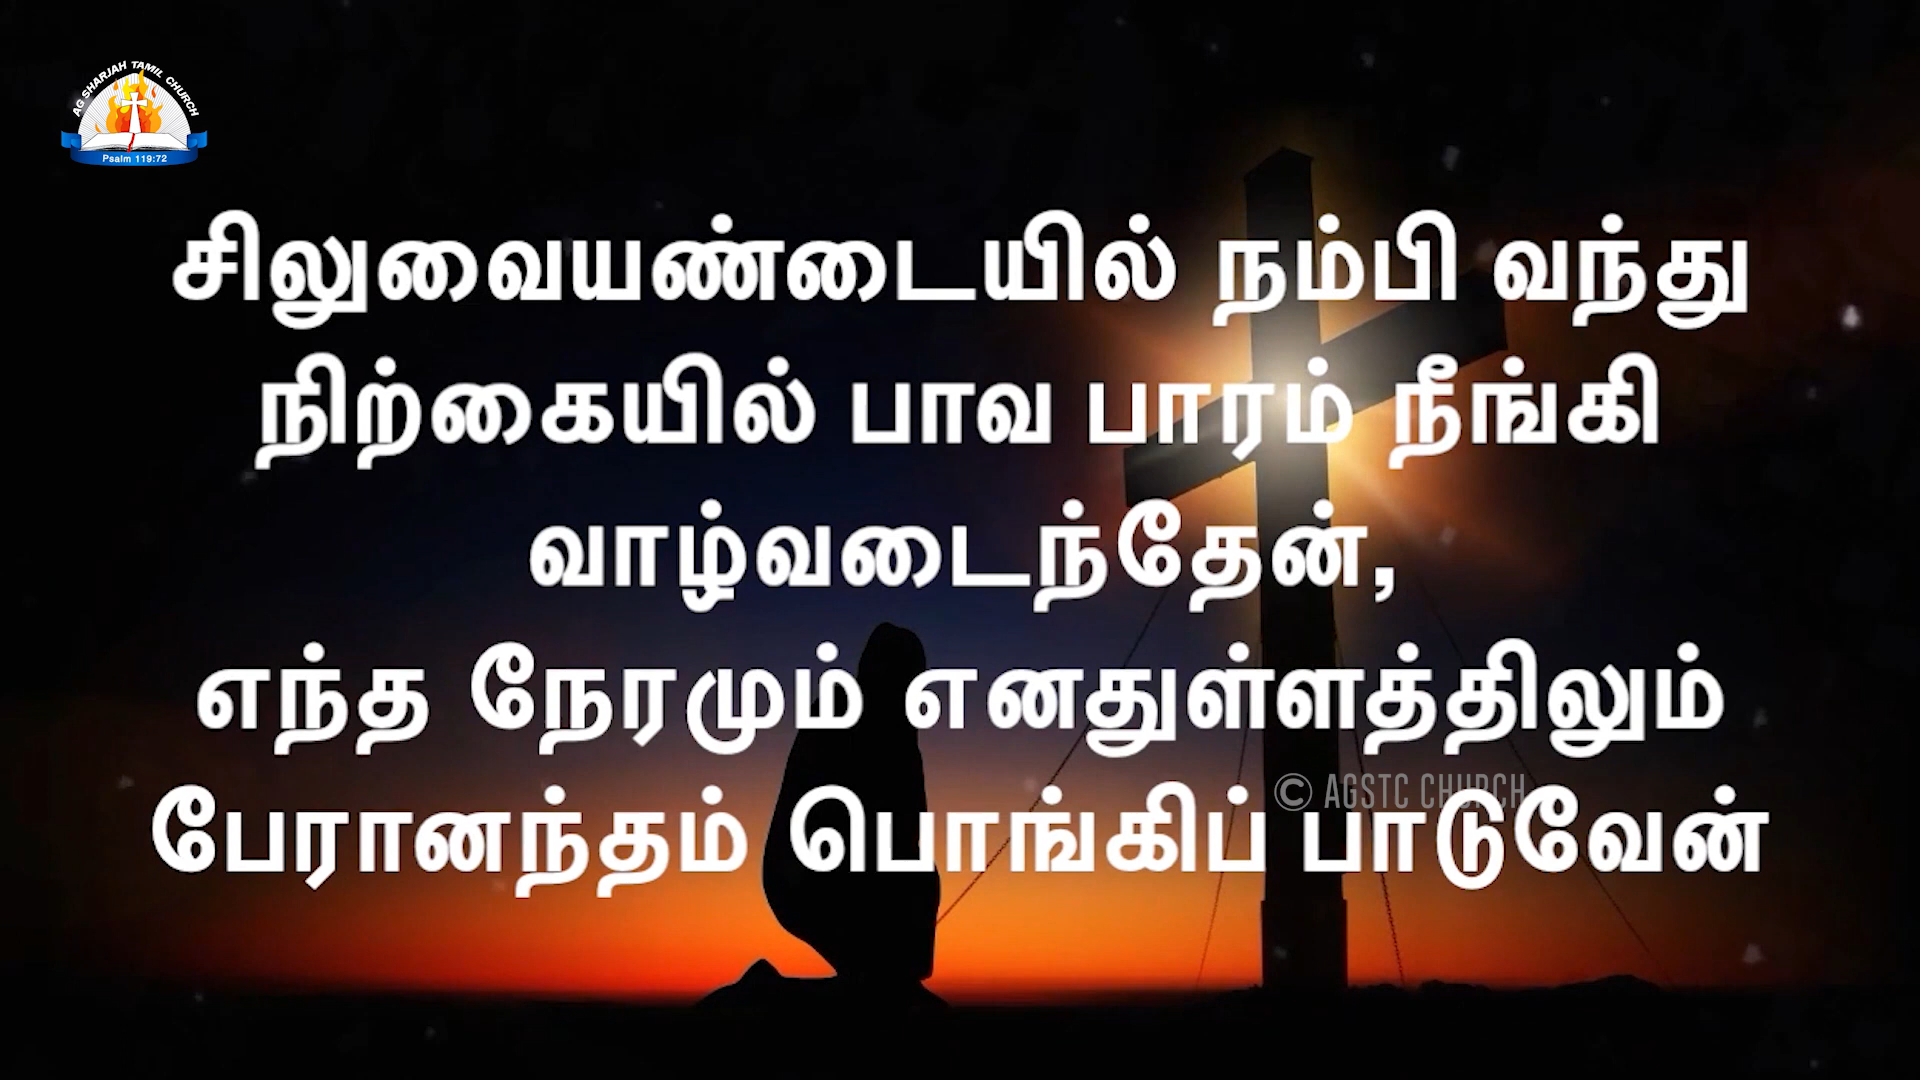 AG SHARJAH TAMIL CHURCH
Psalm 119:72
சிலுவையண்டையில் நம்பி வந்து
நிற்கையில் பாவ பாரம் நீங்கி
வாழ்வடைந்தேன்,
எந்த நேரமும் எனதுள்ளத்திலும்
பேரானந்தம் பொங்கிப் பாடுவேன்
© AGSTC CHURCH